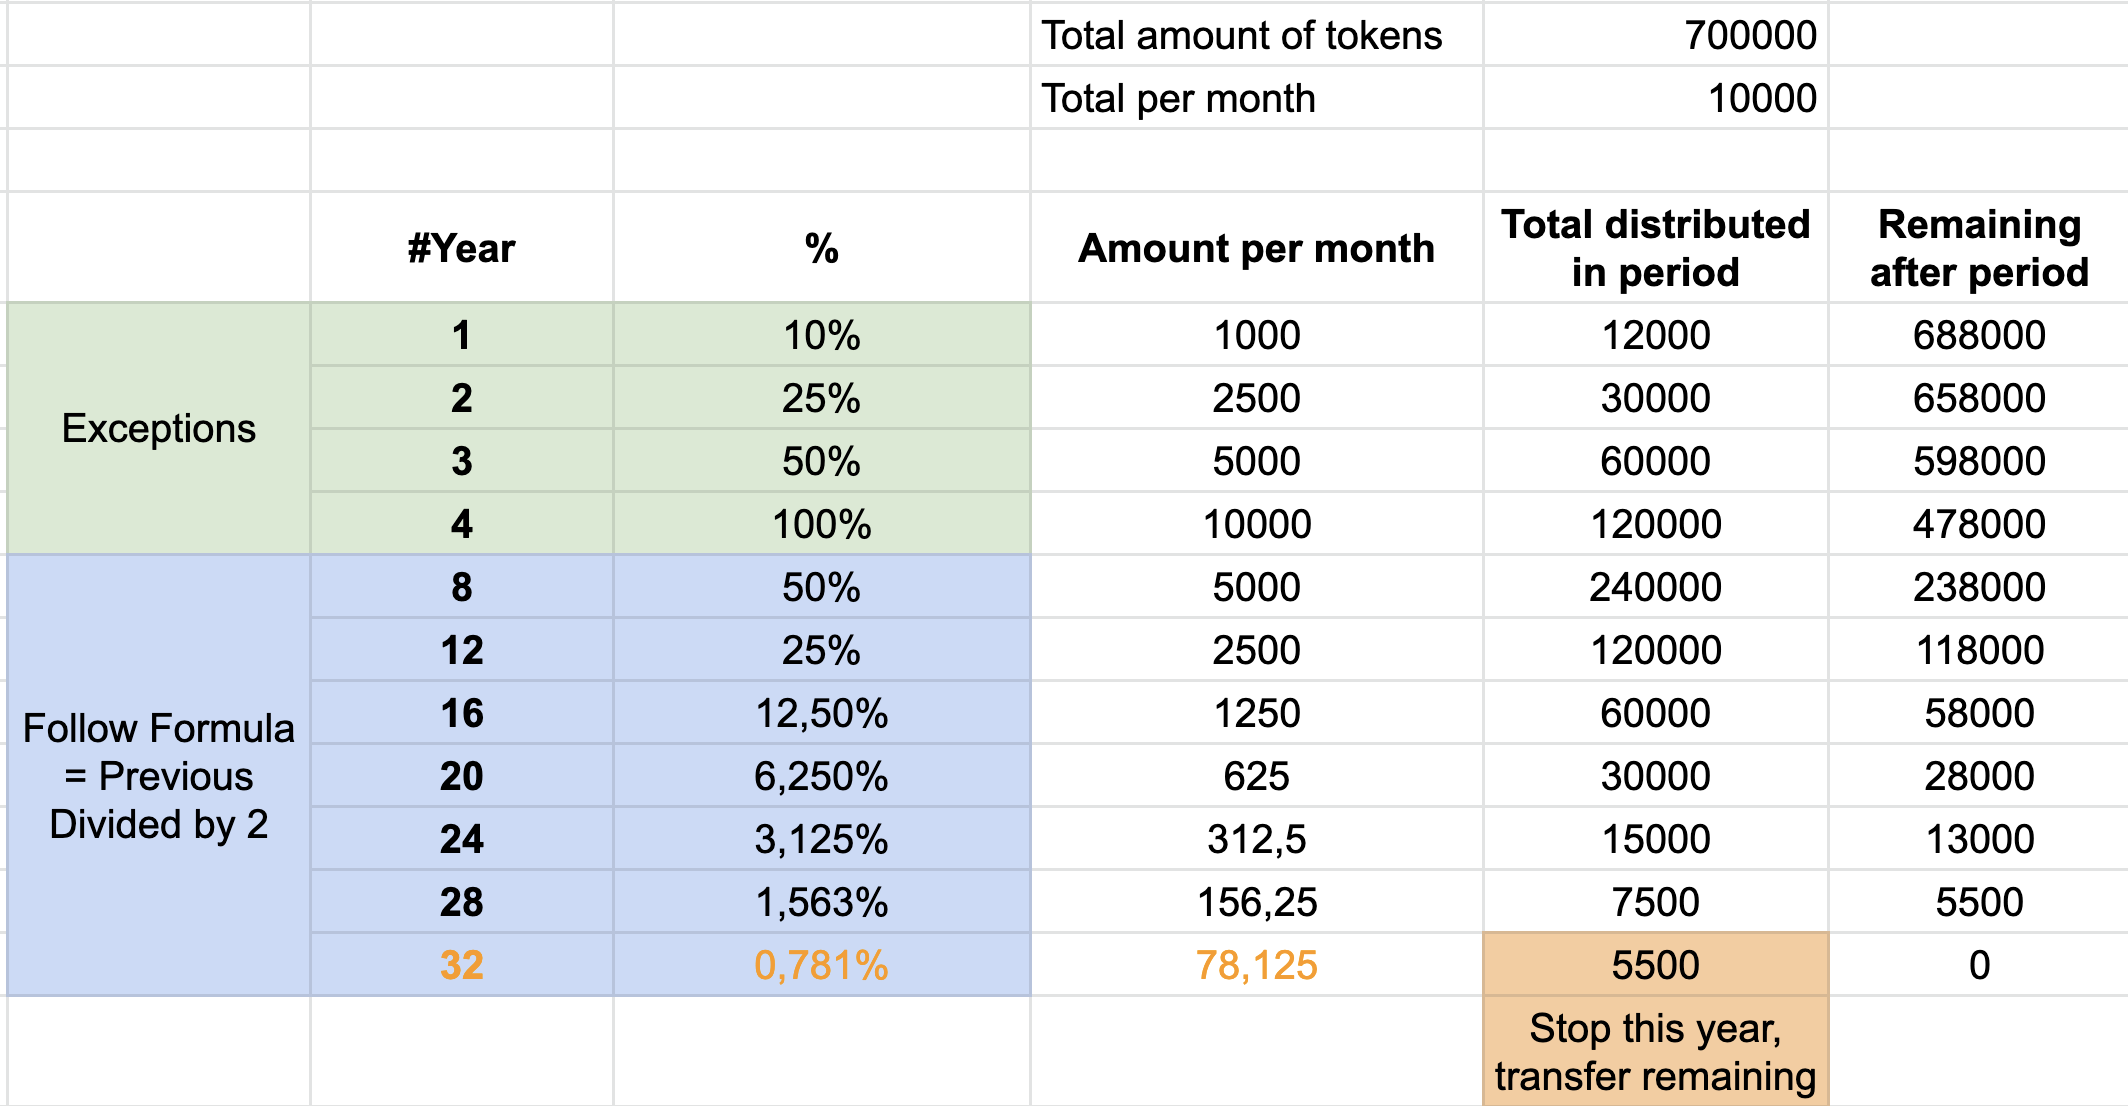 Total amount of tokens 700000
Total per month 10000
#Year % Amount per month Total distributed in period Remaining after period
Exceptions
1 10% 1000 12000 688000
2 25% 2500 30000 658000
3 50% 5000 60000 598000
4 100% 10000 120000 478000
Follow Formula
= Previous
Divided by 2
8 50% 5000 240000 238000
12 25% 2500 120000 118000
16 12,50% 1250 60000 58000
20 6,250% 625 30000 28000
24 3,125% 312,5 15000 13000
28 1,563% 156,25 7500 5500
32 0,781% 78,125 5500 0
Stop this year,
transfer remaining